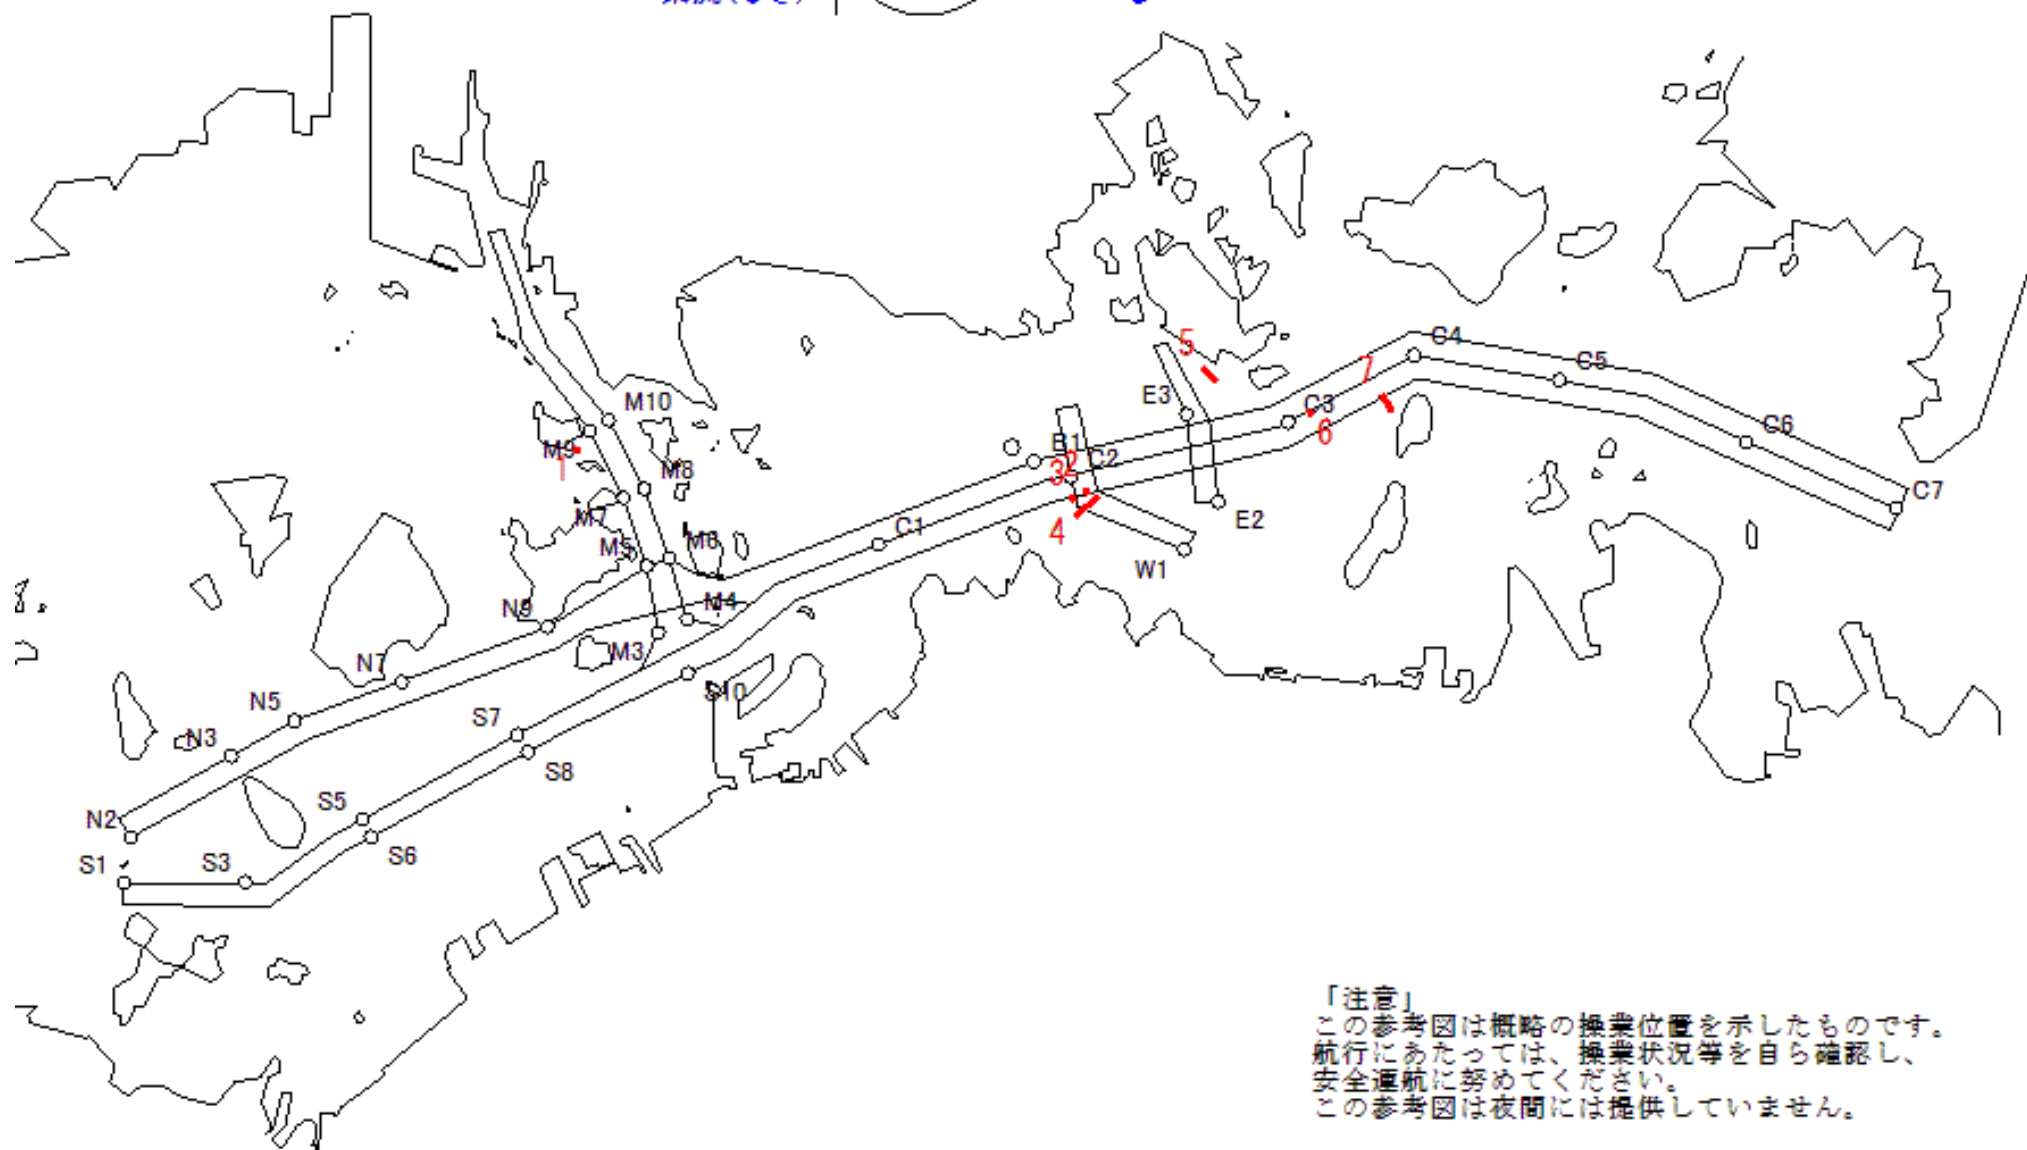 C4
5
C5
7
E3
M10
C3
C6
6
B1
M9
2
C2
1
M8
3
C7
M7
E2
C1
4
M5
M6
W1
N9
M4
M3
N7
S10
N5
S7
N3
S8
S5
N2
S6
S1
S3
「注意」
この参考図は概略の操業位置を示したものです。
航行にあたっては、操業状況等を自ら確認し、
安全運航に努めてください。
この参考図は夜間には提供していません。